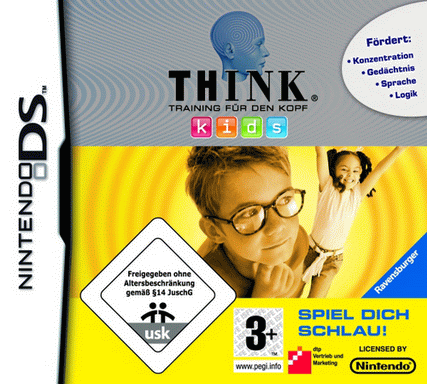 NINTENDO DS™
THINK®
TRAINING FÜR DEN KOPF
kids
Fördert:
• Konzentration
• Gedächtnis
• Sprache
• Logik
Ravensburger
Freigegeben ohne
Altersbeschränkung
gemäß §14 JuschG
usk
3+
www.pegi.info
SPIEL DICH
SCHLAU!
dtp
Vertrieb und
Marketing
LICENSED BY
Nintendo